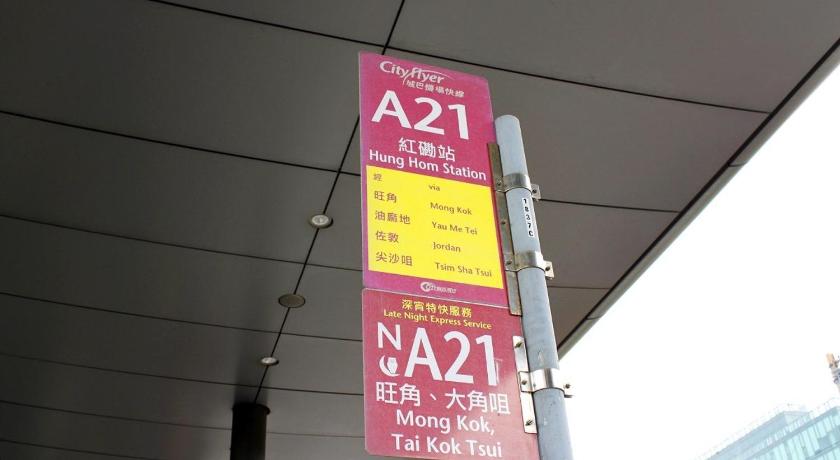 Cityflyer
城巴機場快線
A21
紅磡站
Hung Hom Station
經 via
旺角 Mong Kok
油麻地 Yau Me Tei
佐敦 Jordan
尖沙咀 Tsim Sha Tsui
深宵特快服務
Late Night Express Service
NA21
旺角、大角咀
Mong Kok,
Tai Kok Tsui
1837C